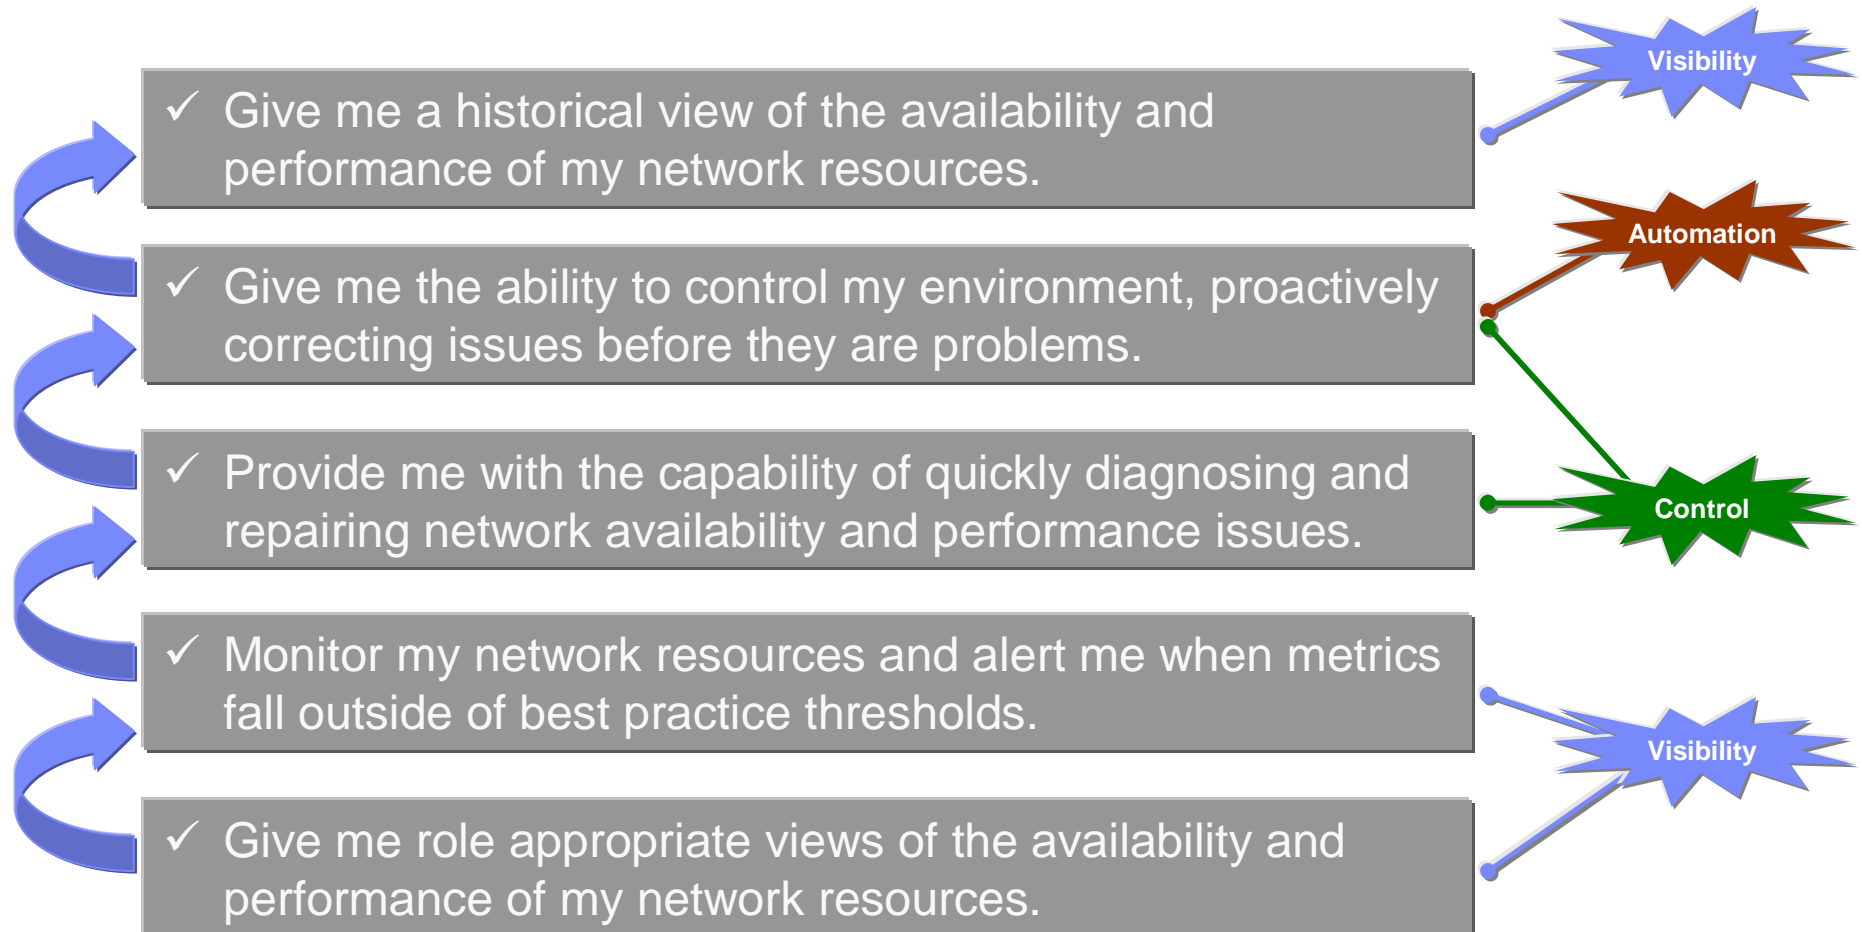 Visibility
✓ Give me a historical view of the availability and
performance of my network resources.
Automation
✓ Give me the ability to control my environment, proactively
correcting issues before they are problems.
✓ Provide me with the capability of quickly diagnosing and
repairing network availability and performance issues.
Control
✓ Monitor my network resources and alert me when metrics
fall outside of best practice thresholds.
Visibility
✓ Give me role appropriate views of the availability and
performance of my network resources.